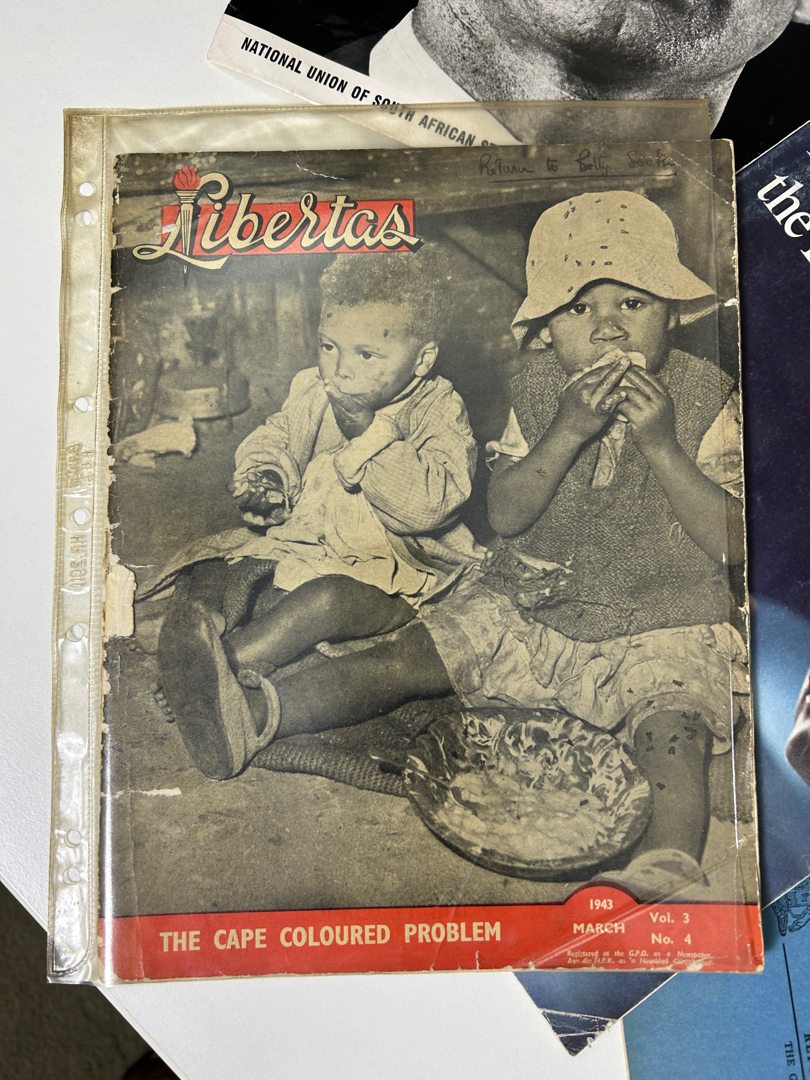 NATIONAL UNION OF SOUTH AFRICAN
the
Return to
Libertas
THE CAPE COLOURED PROBLEM
1943
MARCH
Vol. 3
No. 4
Registered at the G.P.O. as a Newspaper.
THE